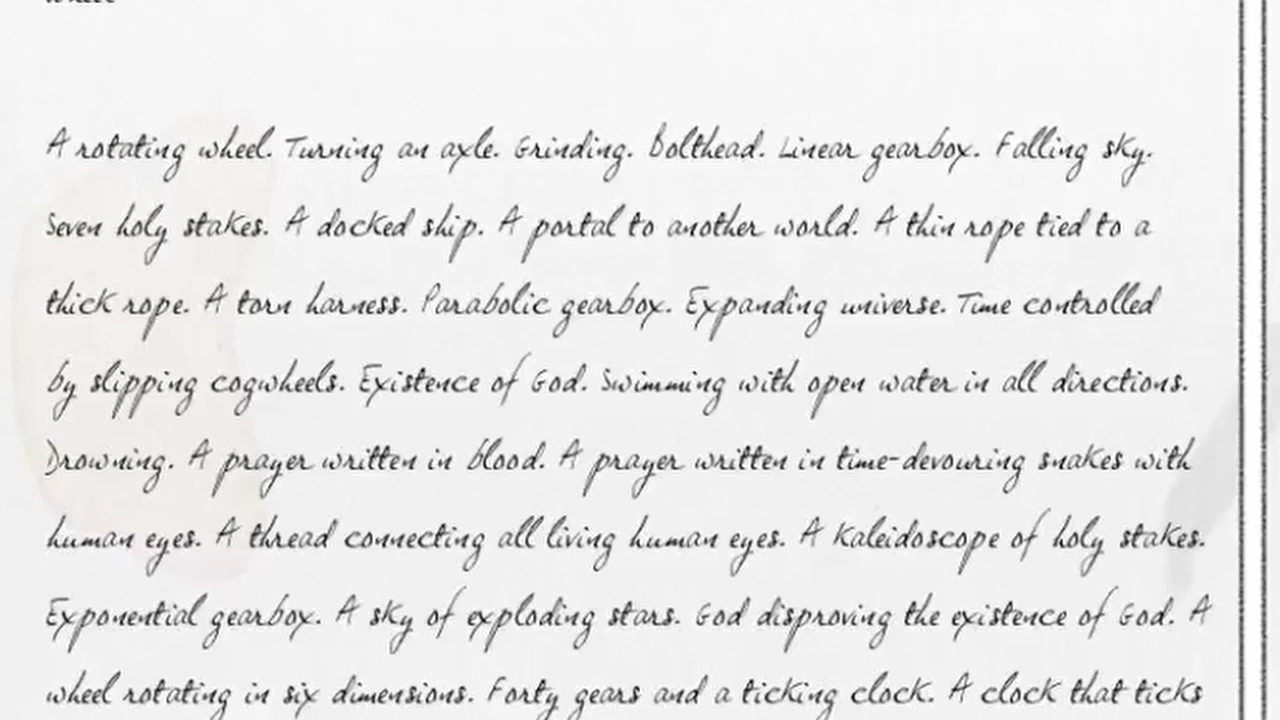 A rotating wheel. Turning an axle. Grinding. Bolthead. Linear gearbox. Falling sky.
Seven holy stakes. A docked ship. A portal to another world. A thin rope tied to a
thick rope. A torn harness. Parabolic gearbox. Expanding universe. Time controlled
by slipping cogwheels. Existence of God. Swimming with open water in all directions.
Drowning. A prayer written in blood. A prayer written in time-devouring snakes with
human eyes. A thread connecting all living human eyes. A kaleidoscope of holy stakes.
Exponential gearbox. A sky of exploding stars. God disproving the existence of God. A
wheel rotating in six dimensions. Forty gears and a ticking clock. A clock that ticks